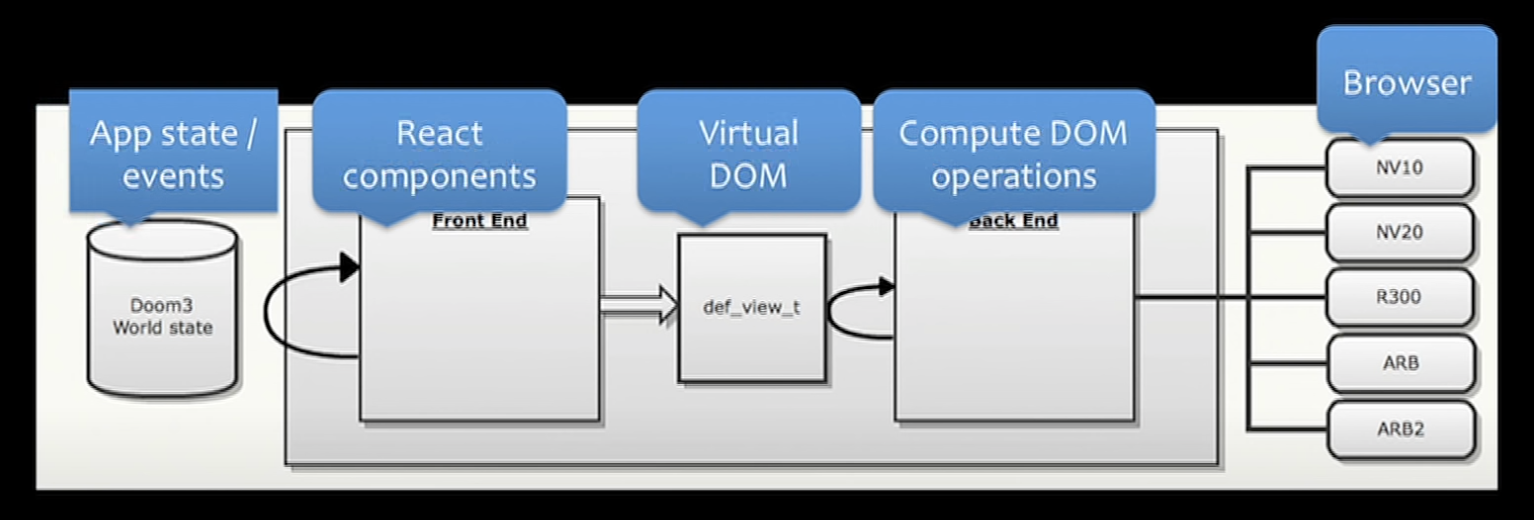 App state /
events
React
components
Virtual
DOM
Compute DOM
operations
Browser
Doom3
World state
Front End
def_view_t
Back End
NV10
NV20
R300
ARB
ARB2